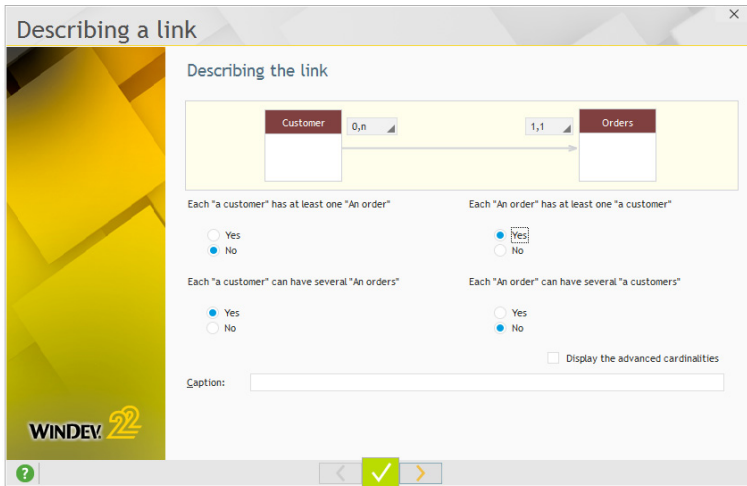 Describing a link
Describing the link
Customer
0,n
1,1
Orders
Each "a customer" has at least one "An order"
Yes
No
Each "An order" has at least one "a customer"
Yes
No
Each "a customer" can have several "An orders"
Yes
No
Each "An order" can have several "a customers"
Yes
No
Display the advanced cardinalities
Caption:
WINDEV. 22
?